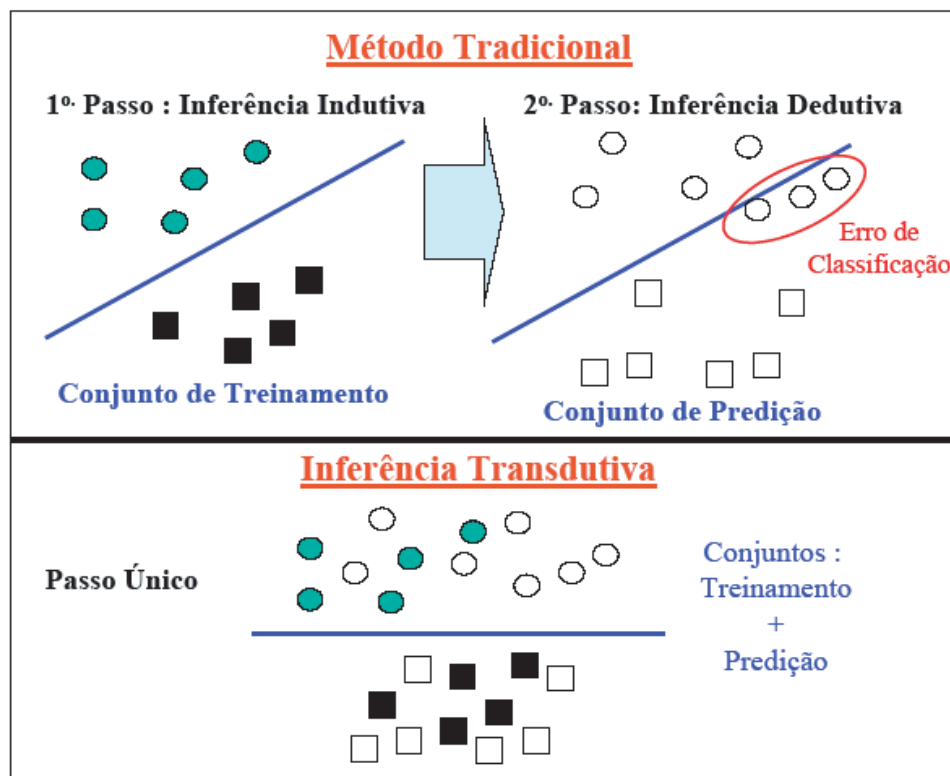 Método Tradicional
1º. Passo : Inferência Indutiva
2º. Passo: Inferência Dedutiva
Erro de
Classificação
Conjunto de Treinamento
Conjunto de Predição
Inferência Transdutiva
Passo Único
Conjuntos :
Treinamento
+
Predição